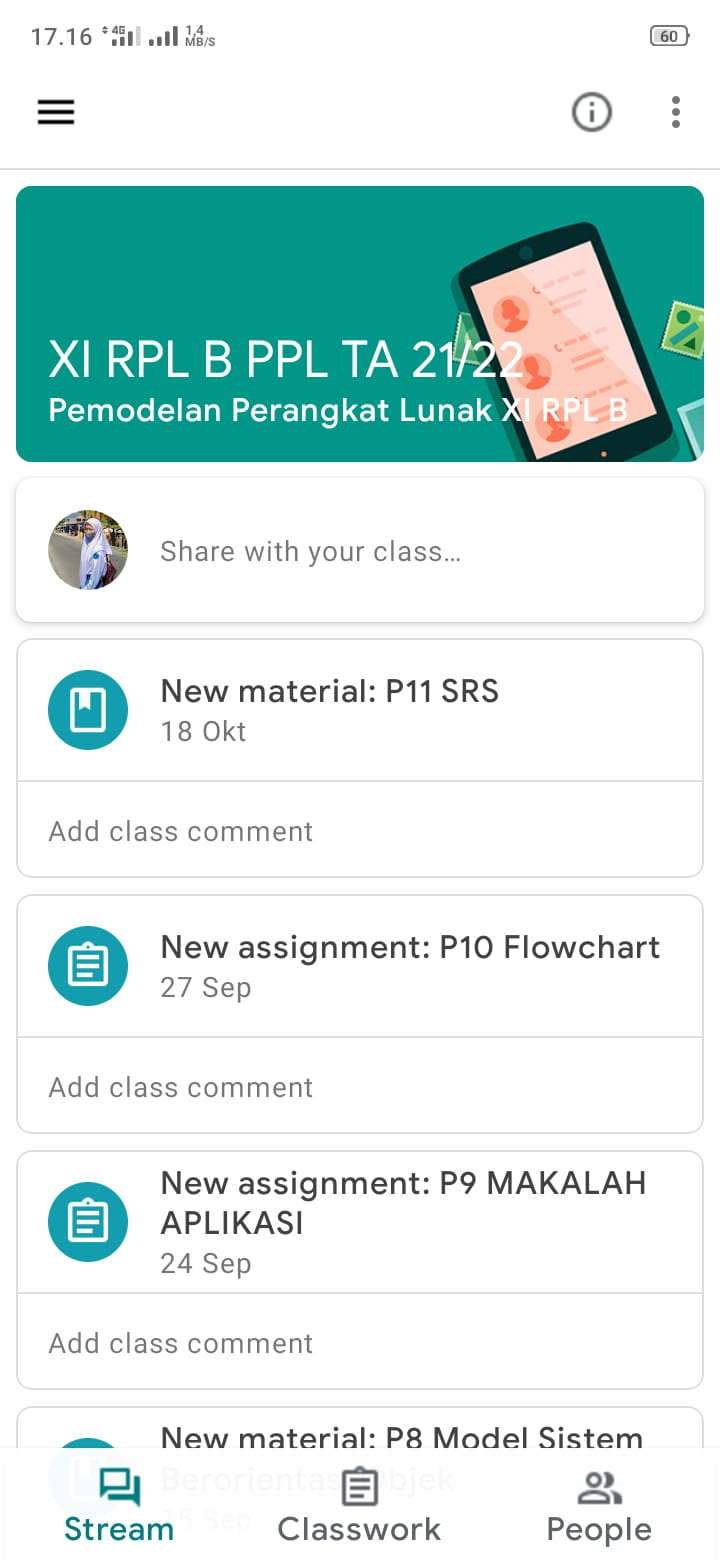 17.16 4G 1,4 MB/S 60
XI RPL B PPL TA 21/22
Pemodelan Perangkat Lunak XI RPL B
Share with your class...
New material: P11 SRS
18 Okt
Add class comment
New assignment: P10 Flowchart
27 Sep
Add class comment
New assignment: P9 MAKALAH
APLIKASI
24 Sep
Add class comment
New material: P8 Model Sistem
Berorientasi Objek
15 Sep
Stream Classwork People